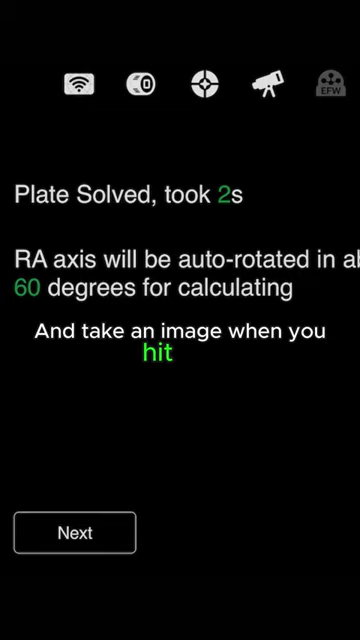 EFW
Plate Solved, took 2s
RA axis will be auto-rotated in ab
60 degrees for calculating
And take an image when you
hit
Next